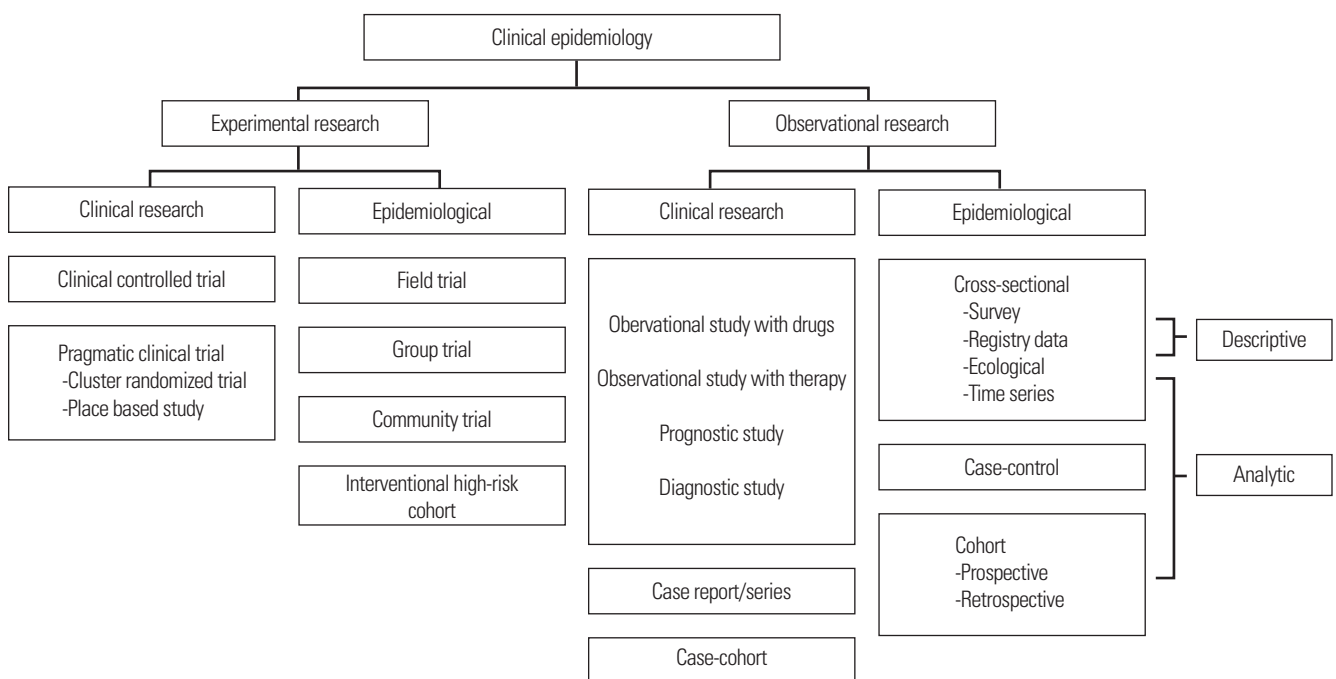 Clinical epidemiology
Experimental research
Observational research
Clinical research
Epidemiological
Clinical research
Epidemiological
Clinical controlled trial
Pragmatic clinical trial
-Cluster randomized trial
-Place based study
Field trial
Group trial
Community trial
Interventional high-risk
cohort
Obervational study with drugs
Observational study with therapy
Prognostic study
Diagnostic study
Case report/series
Case-cohort
Cross-sectional
-Survey
-Registry data
-Ecological
-Time series
Case-control
Cohort
-Prospective
-Retrospective
Descriptive
Analytic